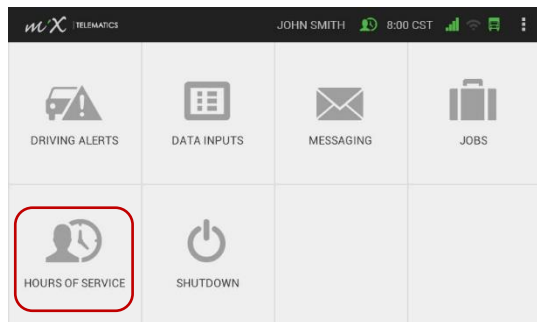 mix TELEMATICS JOHN SMITH 8:00 CST
DRIVING ALERTS DATA INPUTS MESSAGING JOBS
HOURS OF SERVICE SHUTDOWN